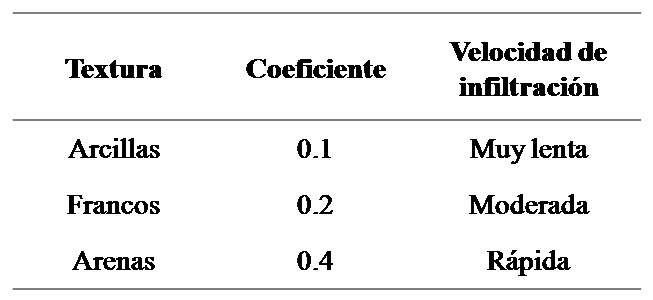 Textura Coeficiente Velocidad de
infiltración
Arcillas 0.1 Muy lenta
Francos 0.2 Moderada
Arenas 0.4 Rápida